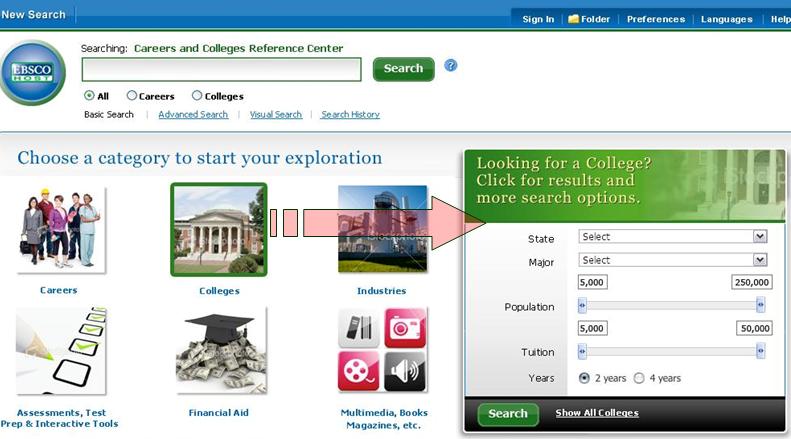 New Search
Sign In
Folder
Preferences
Languages
Help
EBSCO
HOST
Searching: Careers and Colleges Reference Center
Search
?
All
Careers
Colleges
Basic Search
Advanced Search
Visual Search
Search History
Choose a category to start your exploration
Careers
Colleges
Industries
Assessments, Test
Prep & Interactive Tools
Financial Aid
Multimedia, Books
Magazines, etc.
Looking for a College?
Click for results and
more search options.
State
Select
Major
Select
5,000
250,000
Population
5,000
50,000
Tuition
Years
2 years
4 years
Search
Show All Colleges